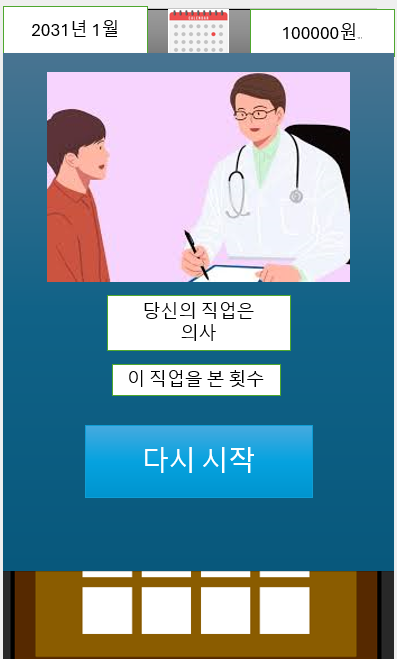 2031년 1월
CALENDAR
100000원..
당신의 직업은
의사
이 직업을 본 횟수
다시 시작